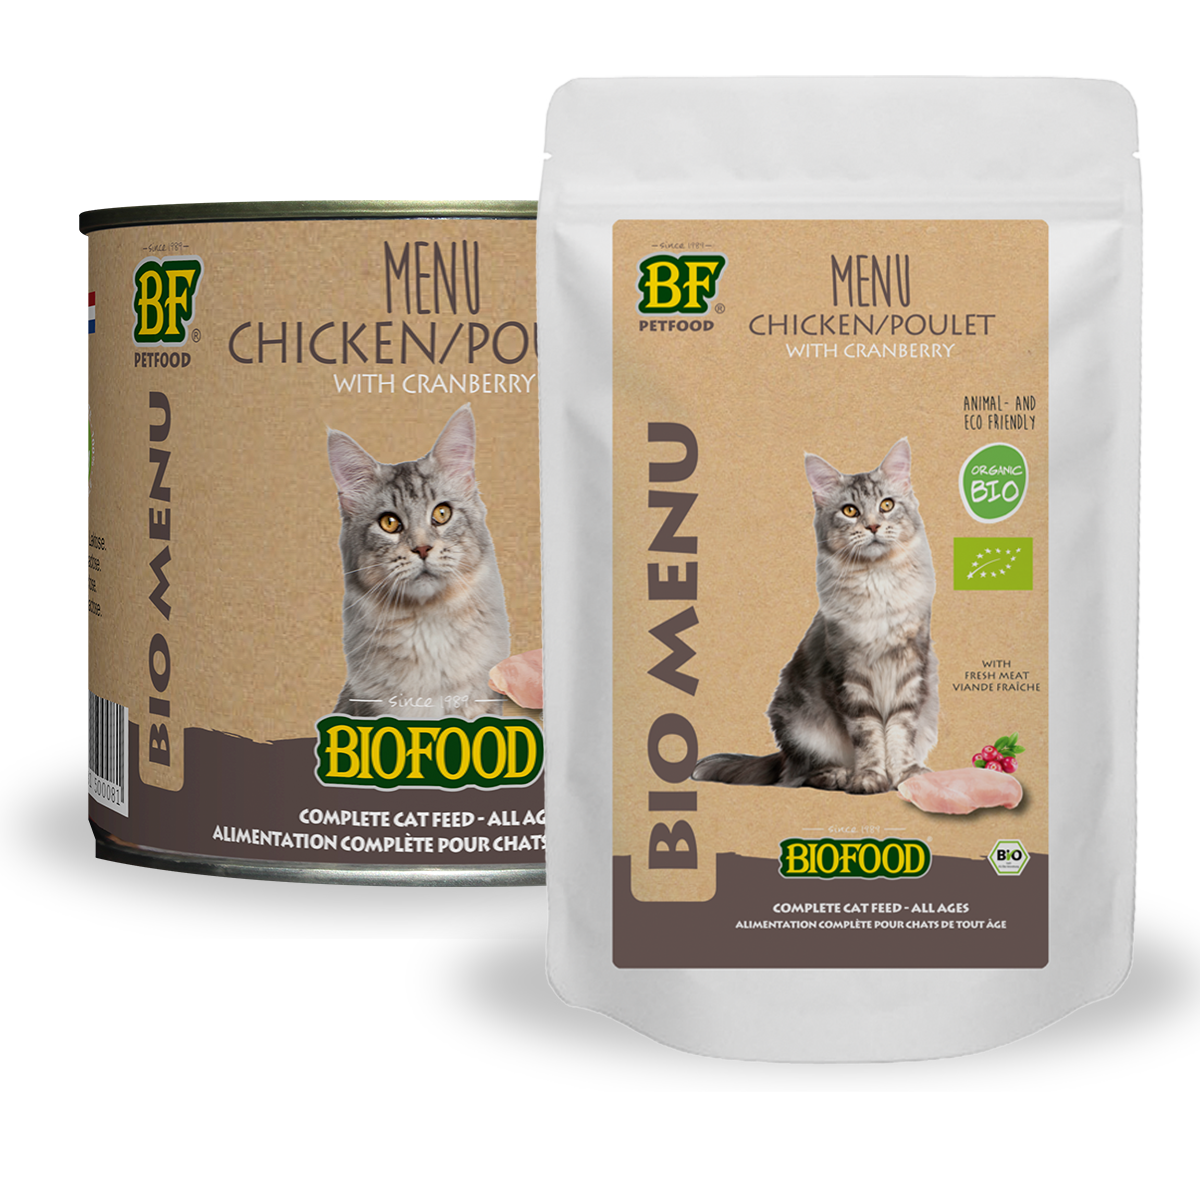 since 1989
BF
®
PETFOOD
MENU
CHICKEN/POU
WITH CRANBERRY
BIO MENU
since 1989
BIOFOOD
COMPLETE CAT FEED - ALL AG
ALIMENTATION COMPLÈTE POUR CHATS
500081
since 1989
BF
®
PETFOOD
MENU
CHICKEN/POULET
WITH CRANBERRY
ANIMAL- AND
ECO FRIENDLY
ORGANIC
BIO
BIO MENU
WITH
FRESH MEAT
VIANDE FRAÎCHE
since 1989
BIOFOOD
®
BIO
COMPLETE CAT FEED - ALL AGES
ALIMENTATION COMPLÈTE POUR CHATS DE TOUT ÂGE